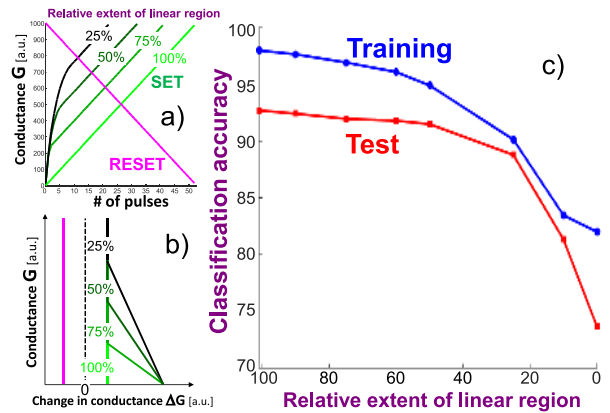 Relative extent of linear region
1000
900
800
700
600
500
400
300
200
100
0
Conductance G [a.u.]
25%
50%
75%
100%
SET
a)
RESET
0 5 10 15 20 25 30 35 40 45 50
# of pulses
b)
Conductance G [a.u.]
25%
50%
75%
100%
0
Change in conductance ΔG [a.u.]
c)
Training
Test
Classification accuracy
100
95
90
85
80
75
70
100 80 60 40 20 0
Relative extent of linear region